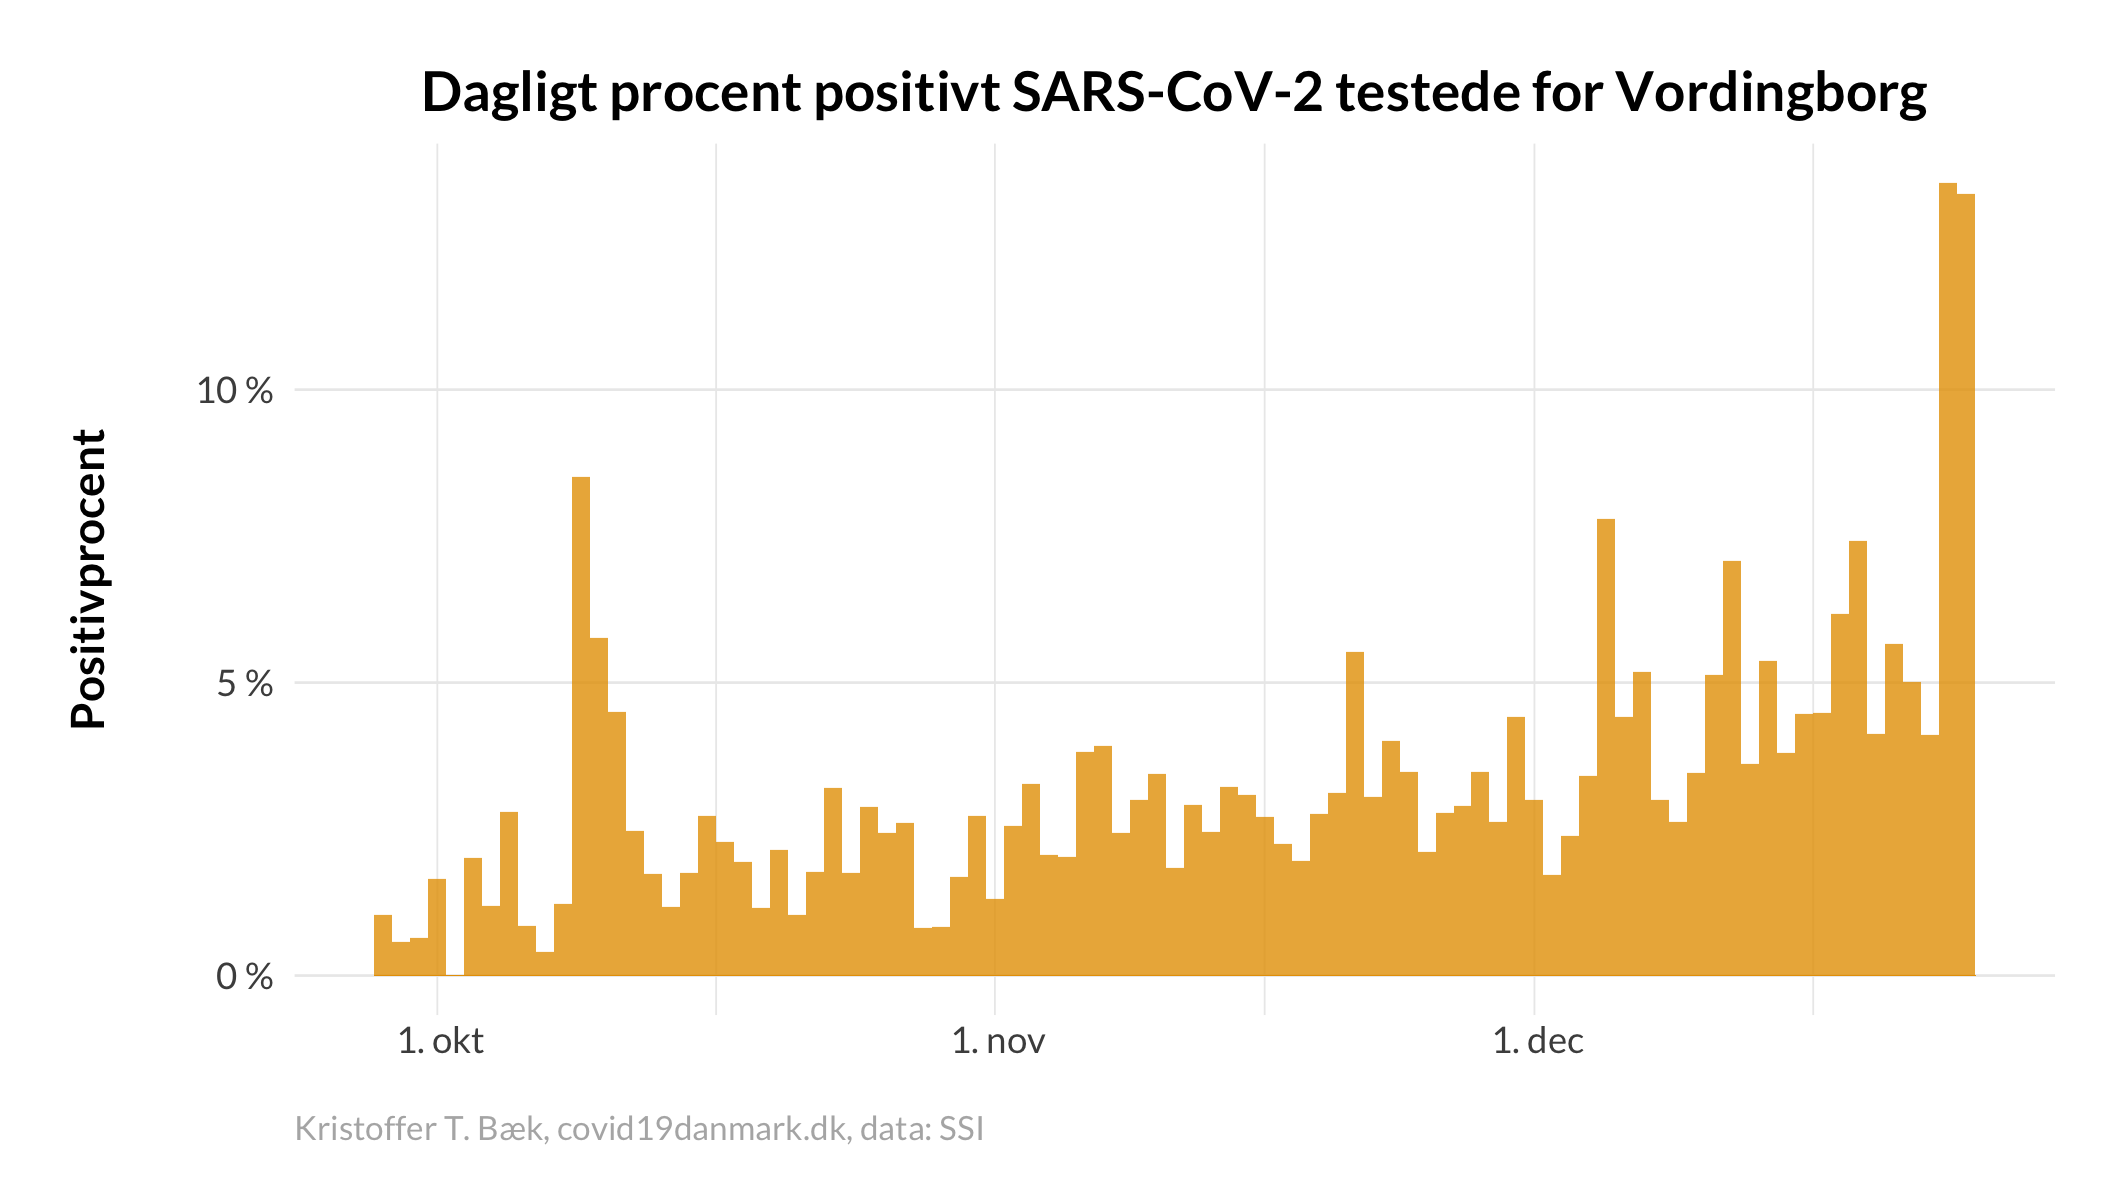 Dagligt procent positivt SARS-CoV-2 testede for Vordingborg
Positivprocent
10 %
5 %
0 %
1. okt
1. nov
1. dec
Kristoffer T. Bæk, covid19danmark.dk, data: SSI